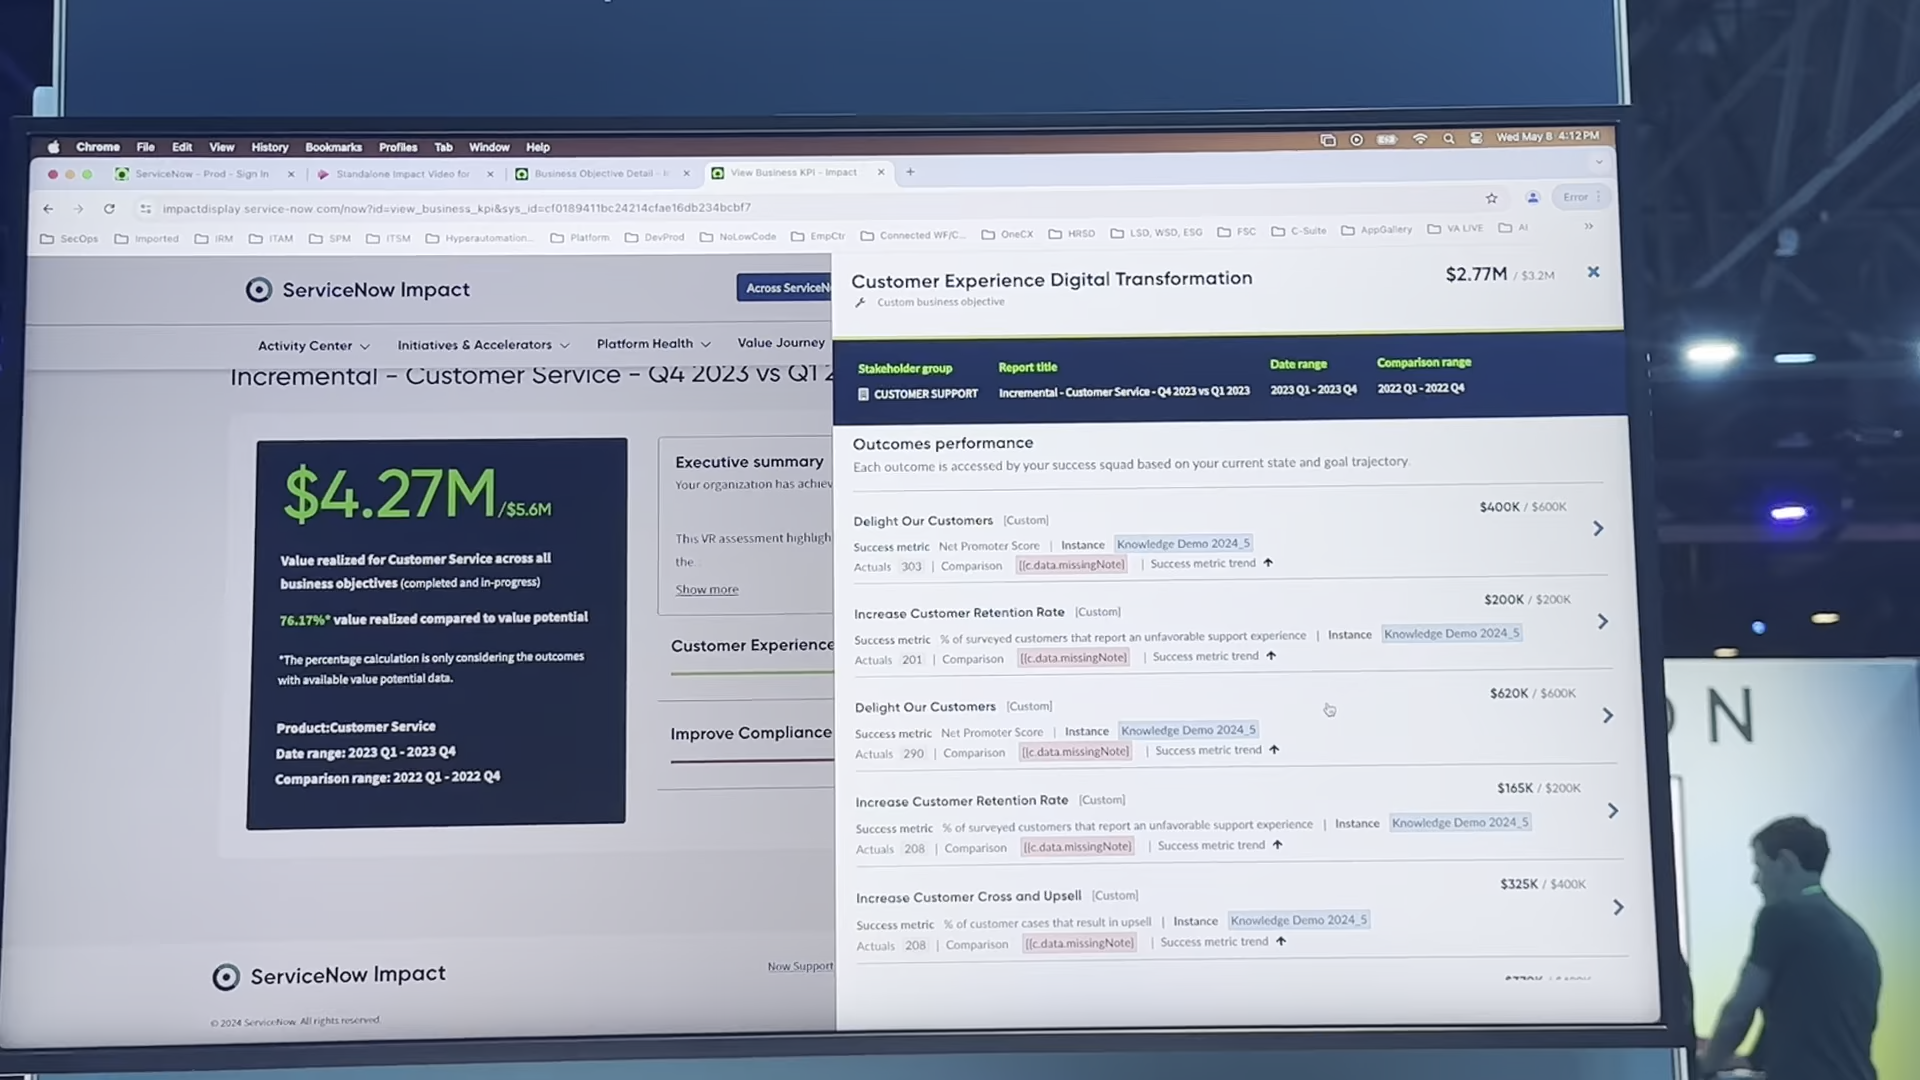 Chrome File Edit View History Bookmarks Profiles Tab Window Help
Wed May 8 4:12 PM
ServiceNow - Prod - Sign In
Standalone Impact Video for
Business Objective Detail -
View Business KPI - Impact
impactdisplay.service-now.com/now?id=view_business_kpi&sys_id=cf0189411bc24214cfae16db234bcbf7
Error
SecOps Imported IRM ITAM SPM ITSM Hyperautomation... Platform DevProd NoLowCode EmpCtr Connected WF/C... OneCX HRSD LSD, WSD, ESG FSC C-Suite AppGallery VA LIVE AI
ServiceNow Impact
Across ServiceN
Activity Center Initiatives & Accelerators Platform Health Value Journey
Incremental - Customer Service - Q4 2023 vs Q1 2
$4.27M/$5.6M
Value realized for Customer Service across all
business objectives (completed and in-progress)
76.17%* value realized compared to value potential
*The percentage calculation is only considering the outcomes
with available value potential data.
Product:Customer Service
Date range: 2023 Q1 - 2023 Q4
Comparison range: 2022 Q1 - 2022 Q4
Executive summary
Your organization has achiev
This VR assessment highligh
the
Show more
Customer Experience
Improve Compliance
ServiceNow Impact
Now Support
© 2024 ServiceNow. All rights reserved.
Customer Experience Digital Transformation
$2.77M / $3.2M
Custom business objective
Stakeholder group Report title Date range Comparison range
CUSTOMER SUPPORT Incremental - Customer Service - Q4 2023 vs Q1 2023 2023 Q1 - 2023 Q4 2022 Q1 - 2022 Q4
Outcomes performance
Each outcome is accessed by your success squad based on your current state and goal trajectory.
Delight Our Customers [Custom] $400K / $600K
Success metric Net Promoter Score | Instance Knowledge Demo 2024_5
Actuals 303 | Comparison {{c.data.missingNote} | Success metric trend
Increase Customer Retention Rate [Custom] $200K / $200K
Success metric % of surveyed customers that report an unfavorable support experience | Instance Knowledge Demo 2024_5
Actuals 201 | Comparison {{c.data.missingNote} | Success metric trend
Delight Our Customers [Custom] $620K / $600K
Success metric Net Promoter Score | Instance Knowledge Demo 2024_5
Actuals 290 | Comparison {{c.data.missingNote} | Success metric trend
Increase Customer Retention Rate [Custom] $165K / $200K
Success metric % of surveyed customers that report an unfavorable support experience | Instance Knowledge Demo 2024_5
Actuals 208 | Comparison {{c.data.missingNote} | Success metric trend
Increase Customer Cross and Upsell [Custom] $325K / $400K
Success metric % of customer cases that result in upsell | Instance Knowledge Demo 2024_5
Actuals 208 | Comparison {{c.data.missingNote} | Success metric trend
N